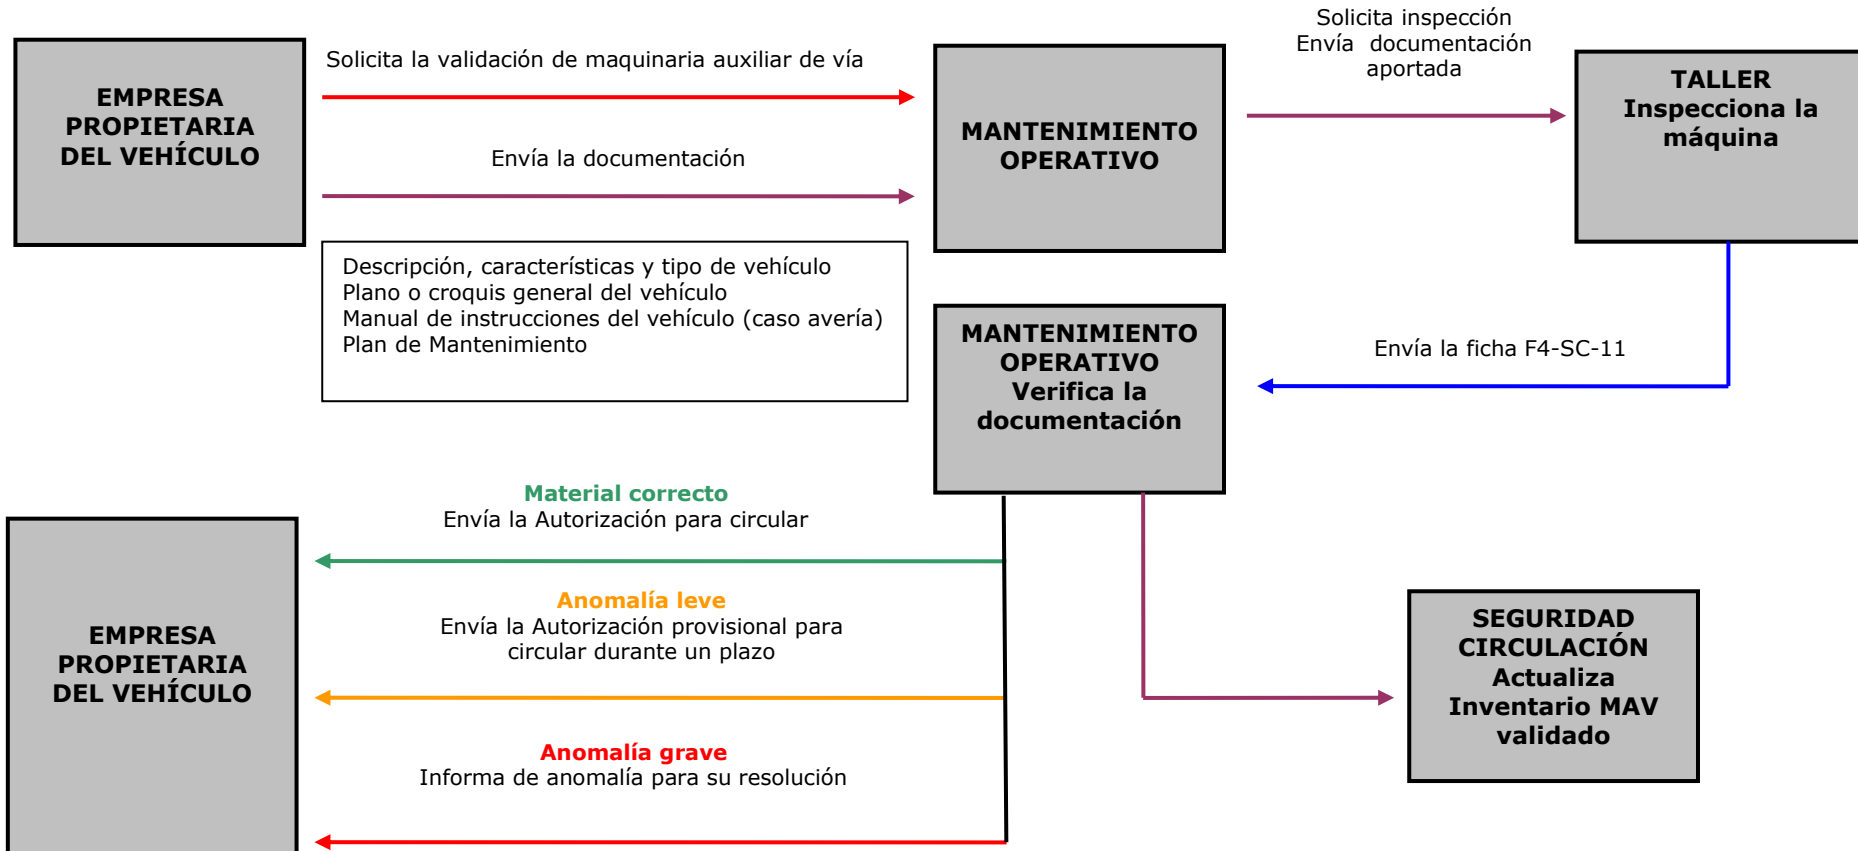 EMPRESA
PROPIETARIA
DEL VEHÍCULO
Solicita la validación de maquinaria auxiliar de vía
Envía la documentación
Descripción, características y tipo de vehículo
Plano o croquis general del vehículo
Manual de instrucciones del vehículo (caso avería)
Plan de Mantenimiento
MANTENIMIENTO
OPERATIVO
Solicita inspección
Envía documentación
aportada
TALLER
Inspecciona la
máquina
Envía la ficha F4-SC-11
MANTENIMIENTO
OPERATIVO
Verifica la
documentación
Material correcto
Envía la Autorización para circular
Anomalía leve
Envía la Autorización provisional para
circular durante un plazo
Anomalía grave
Informa de anomalía para su resolución
EMPRESA
PROPIETARIA
DEL VEHÍCULO
SEGURIDAD
CIRCULACIÓN
Actualiza
Inventario MAV
validado